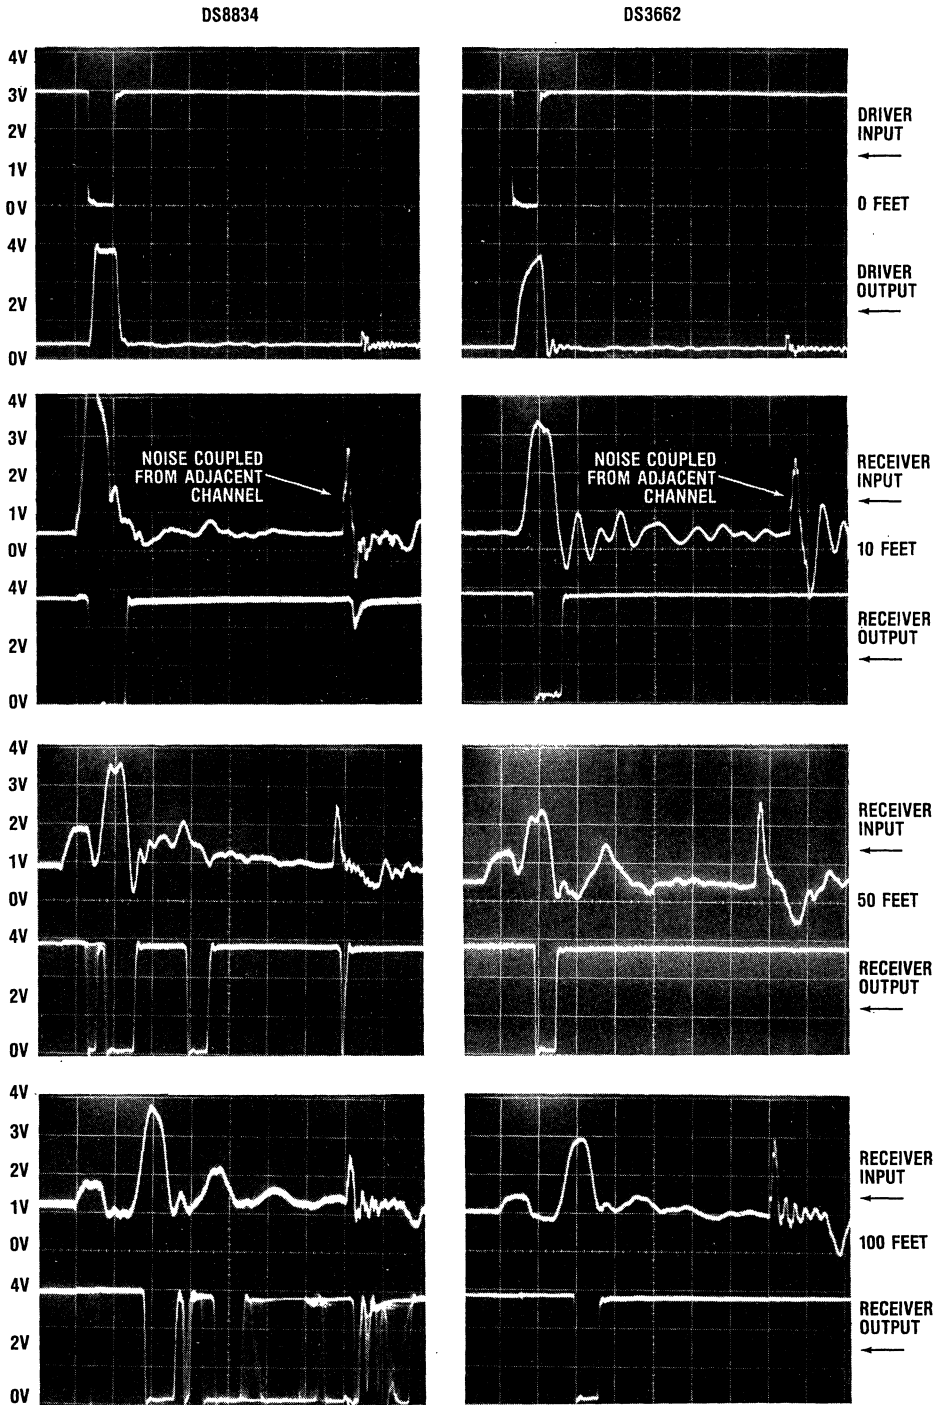 DS8834
DS3662
4V
3V
2V
1V
0V
4V
2V
0V
DRIVER
INPUT
0 FEET
DRIVER
OUTPUT
4V
3V
2V
1V
0V
4V
2V
0V
NOISE COUPLED
FROM ADJACENT
CHANNEL
NOISE COUPLED
FROM ADJACENT
CHANNEL
RECEIVER
INPUT
10 FEET
RECEIVER
OUTPUT
4V
3V
2V
1V
0V
4V
2V
0V
RECEIVER
INPUT
50 FEET
RECEIVER
OUTPUT
4V
3V
2V
1V
0V
4V
2V
0V
RECEIVER
INPUT
100 FEET
RECEIVER
OUTPUT